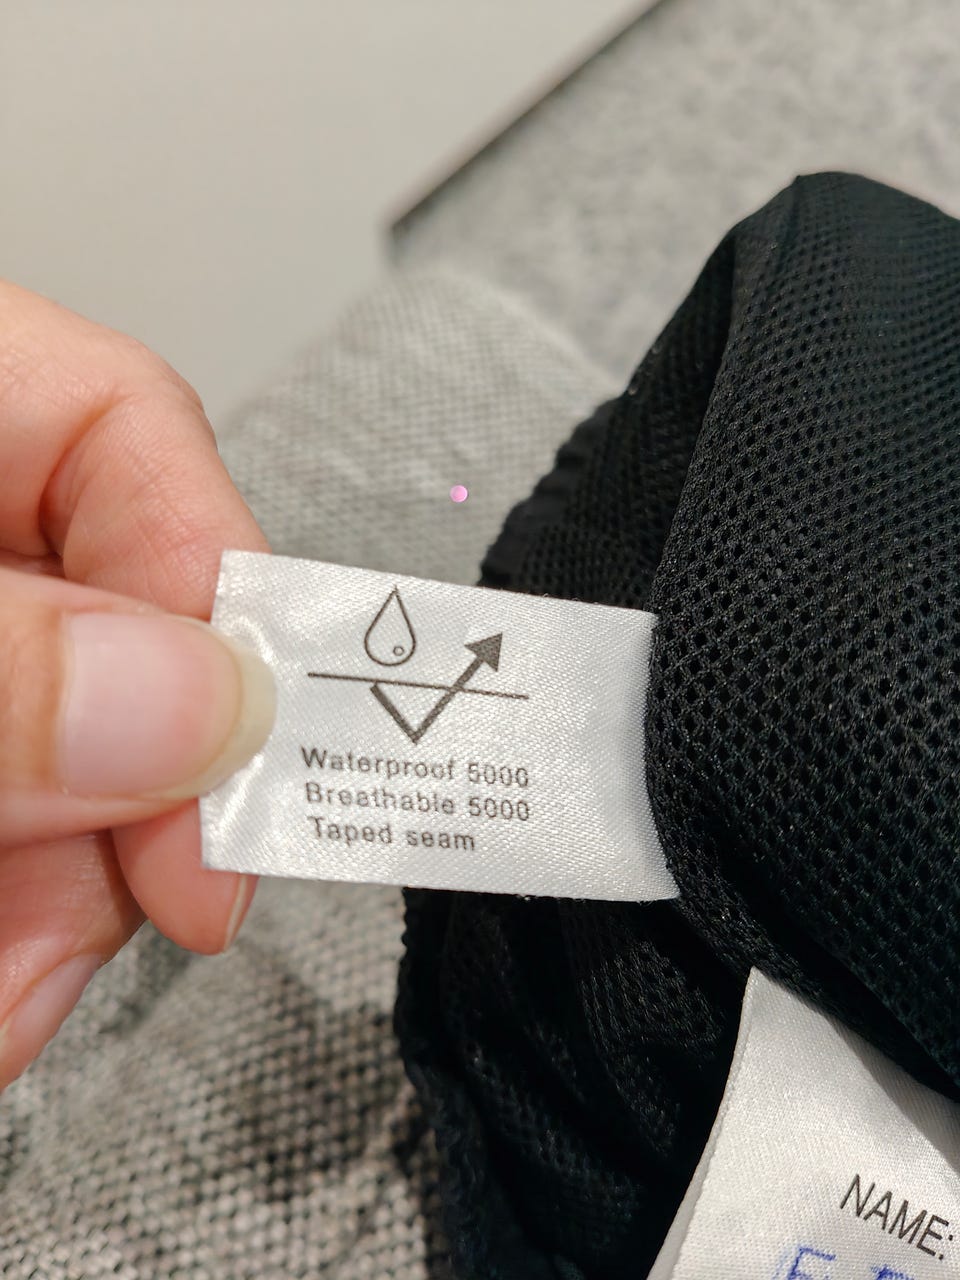 Waterproof 5000
Breathable 5000
Taped seam
NAME: